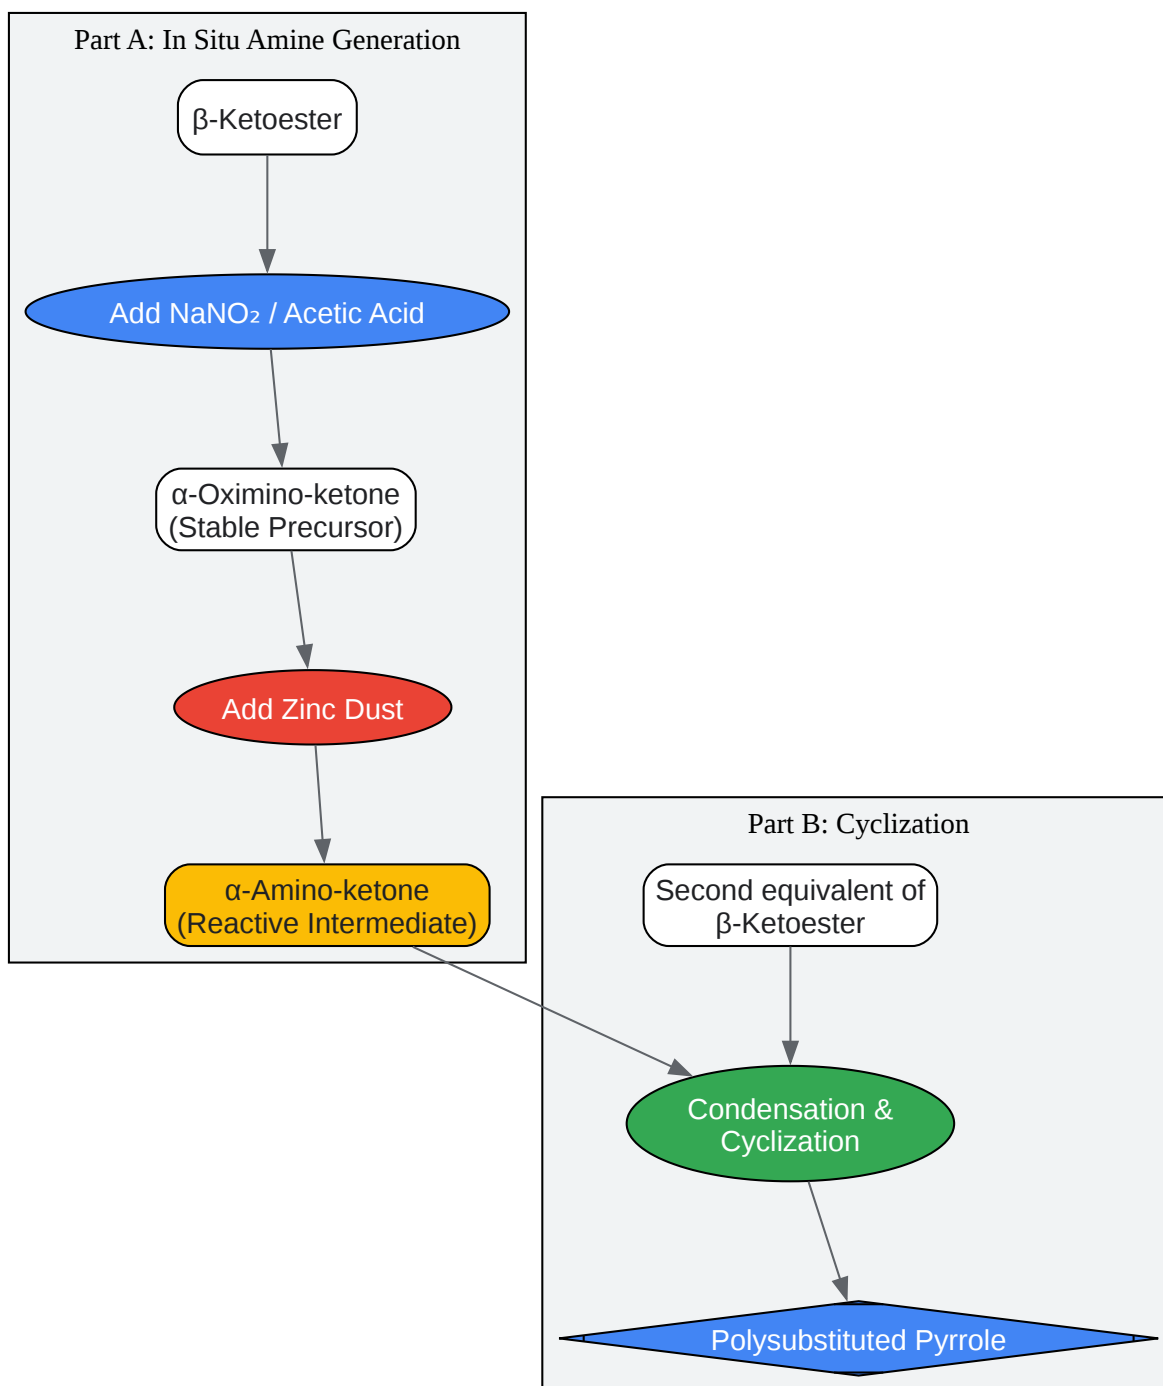 Part A: In Situ Amine Generation
β-Ketoester
Add NaNO₂ / Acetic Acid
α-Oximino-ketone
(Stable Precursor)
Add Zinc Dust
α-Amino-ketone
(Reactive Intermediate)
Part B: Cyclization
Second equivalent of
β-Ketoester
Condensation &
Cyclization
Polysubstituted Pyrrole